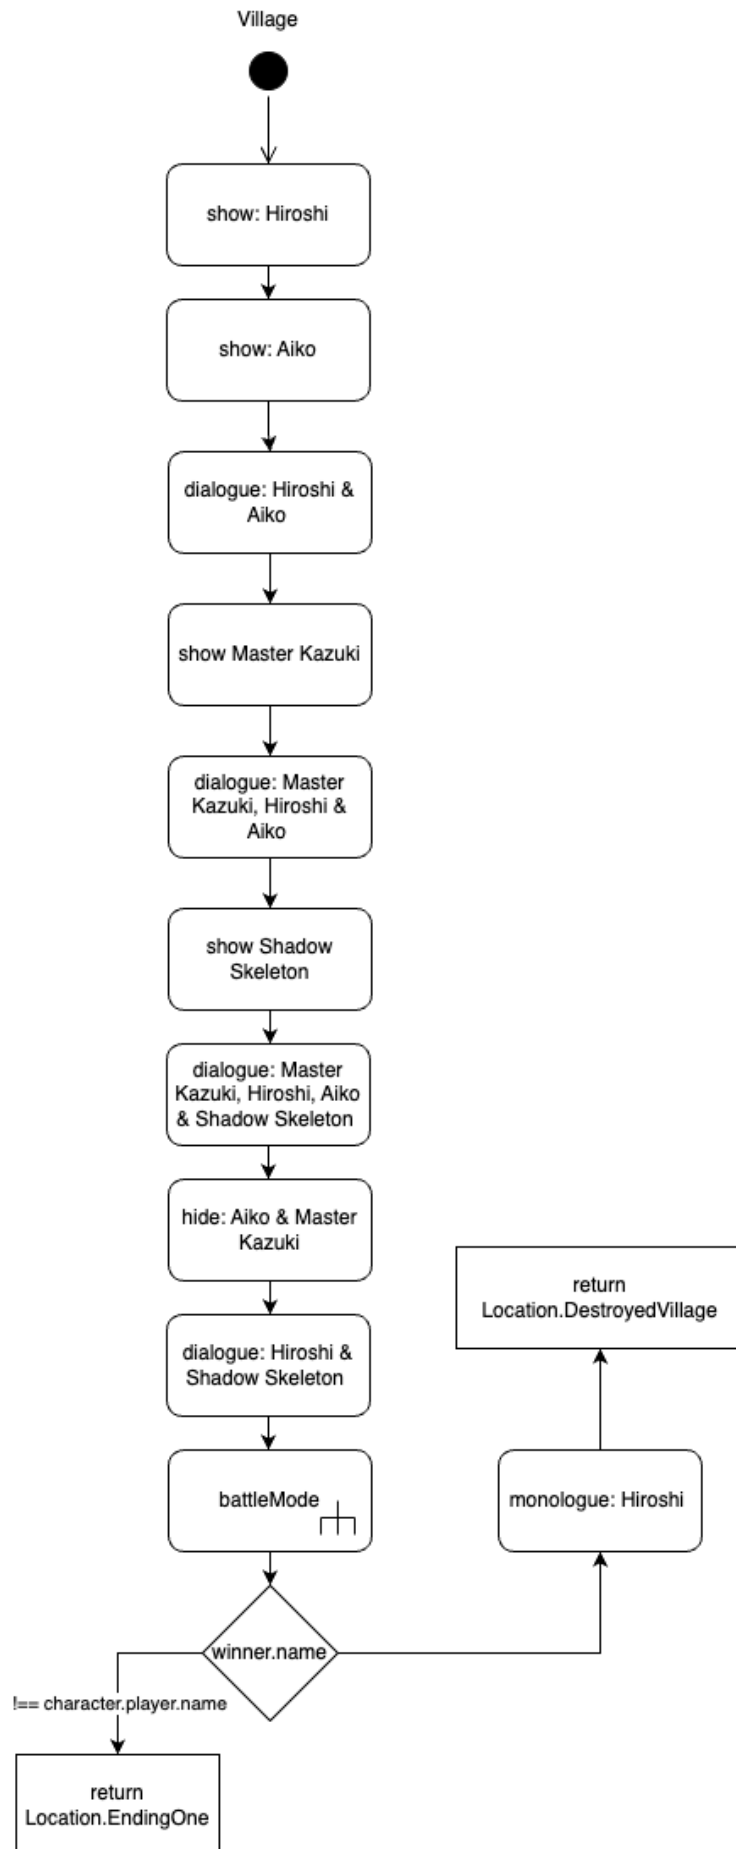 Village
show: Hiroshi
show: Aiko
dialogue: Hiroshi &
Aiko
show Master Kazuki
dialogue: Master
Kazuki, Hiroshi &
Aiko
show Shadow
Skeleton
dialogue: Master
Kazuki, Hiroshi, Aiko
& Shadow Skeleton
hide: Aiko & Master
Kazuki
dialogue: Hiroshi &
Shadow Skeleton
battleMode
winner.name
!== character.player.name
return
Location.EndingOne
monologue: Hiroshi
return
Location.DestroyedVillage